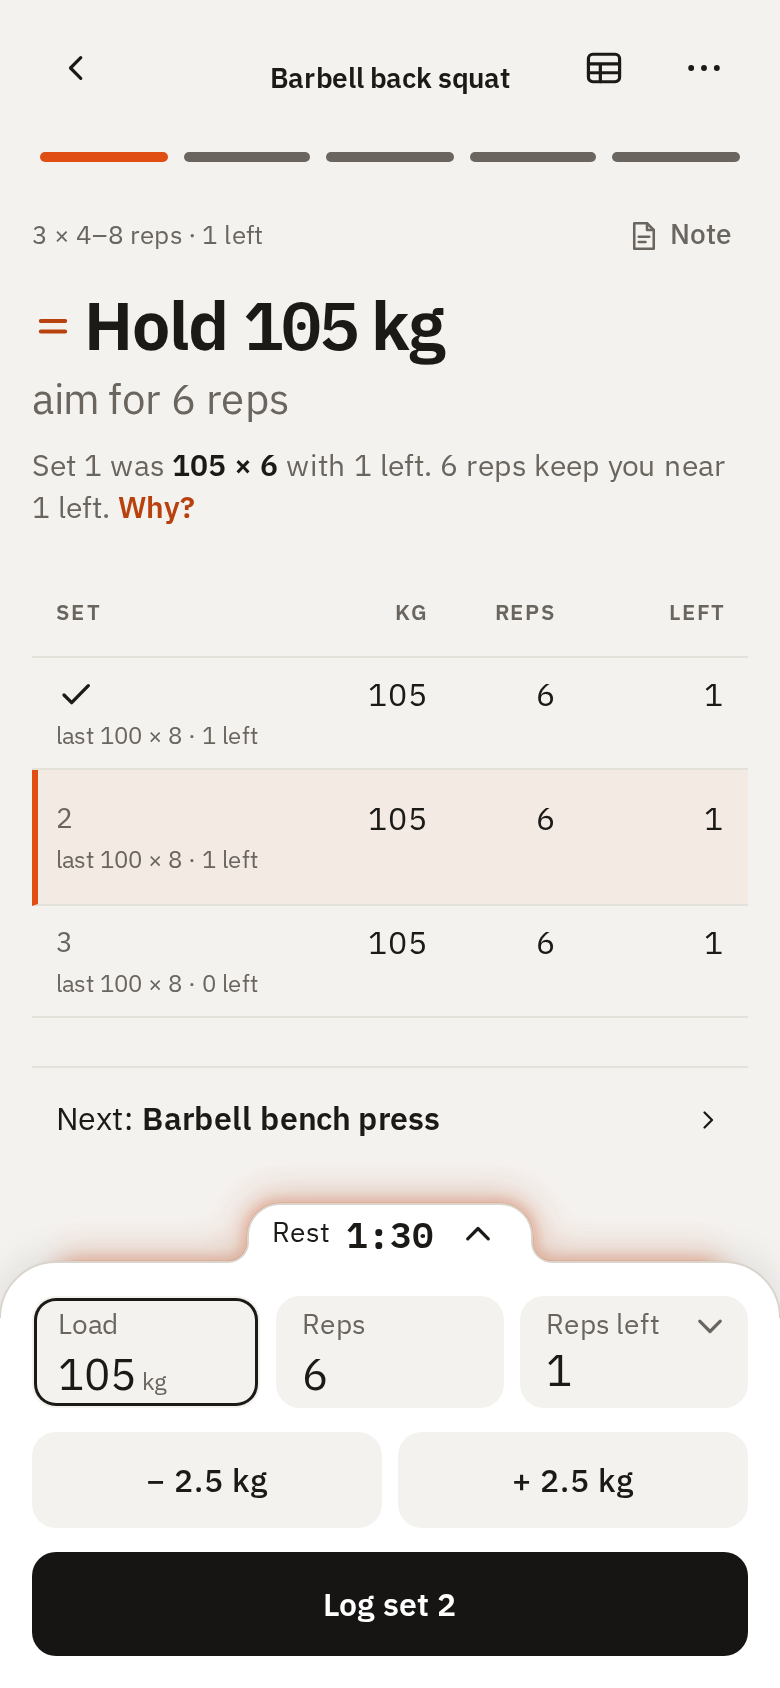 Barbell back squat
3 × 4–8 reps · 1 left
Note
= Hold 105 kg
aim for 6 reps
Set 1 was 105 × 6 with 1 left. 6 reps keep you near
1 left. Why?
SET KG REPS LEFT
✓ 105 6 1
last 100 × 8 · 1 left
2 105 6 1
last 100 × 8 · 1 left
3 105 6 1
last 100 × 8 · 0 left
Next: Barbell bench press
Rest 1:30
Load Reps Reps left
105 kg 6 1
− 2.5 kg + 2.5 kg
Log set 2